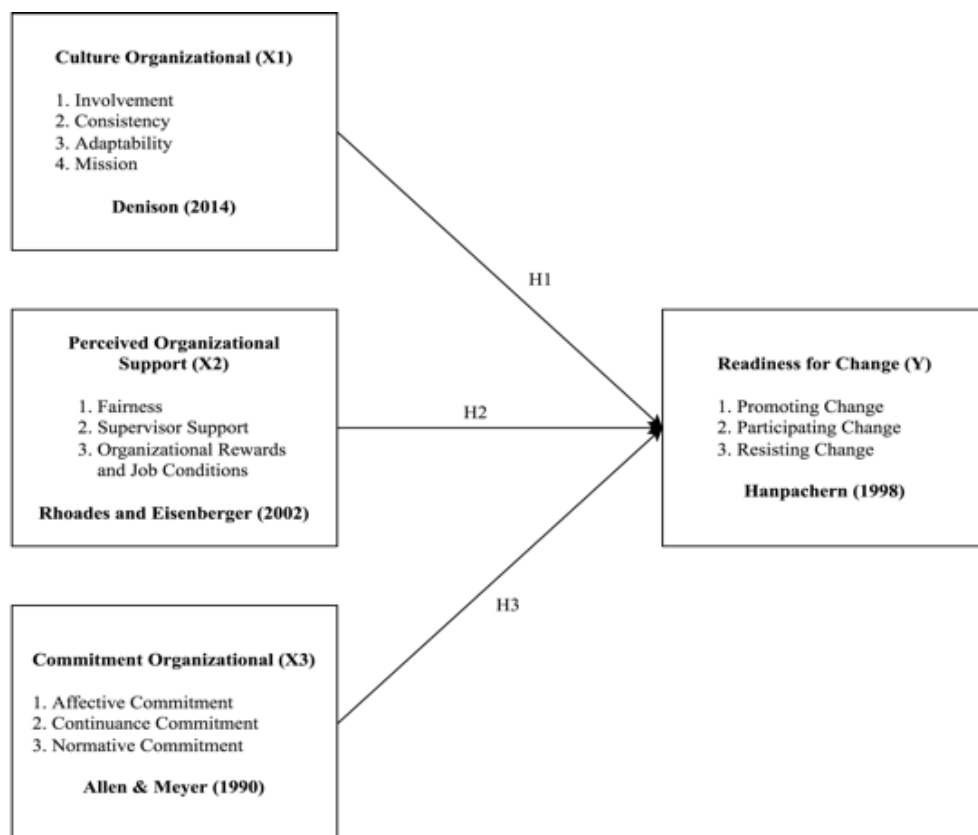 Culture Organizational (X1)
1. Involvement
2. Consistency
3. Adaptability
4. Mission
Denison (2014)
H1
Perceived Organizational
Support (X2)
1. Fairness
2. Supervisor Support
3. Organizational Rewards
and Job Conditions
Rhoades and Eisenberger (2002)
H2
Readiness for Change (Y)
1. Promoting Change
2. Participating Change
3. Resisting Change
Hanpachern (1998)
H3
Commitment Organizational (X3)
1. Affective Commitment
2. Continuance Commitment
3. Normative Commitment
Allen & Meyer (1990)